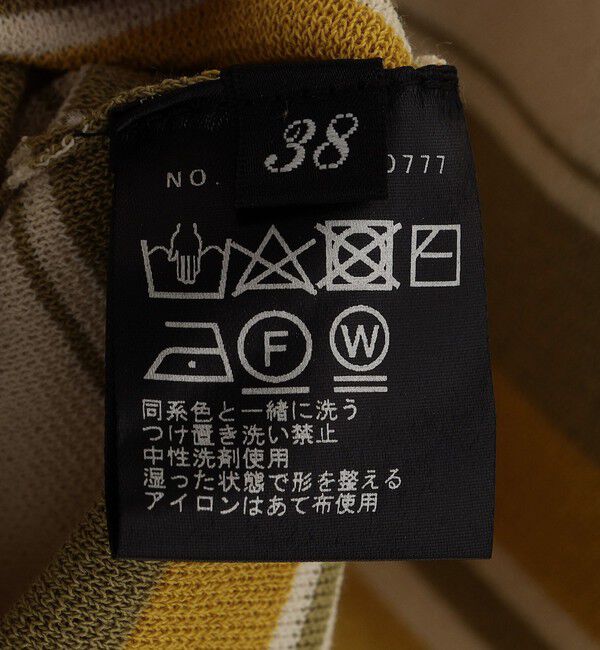 38
NO. 0777
F W
同系色と一緒に洗う
つけ置き洗い禁止
中性洗剤使用
湿った状態で形を整える
アイロンはあて布使用